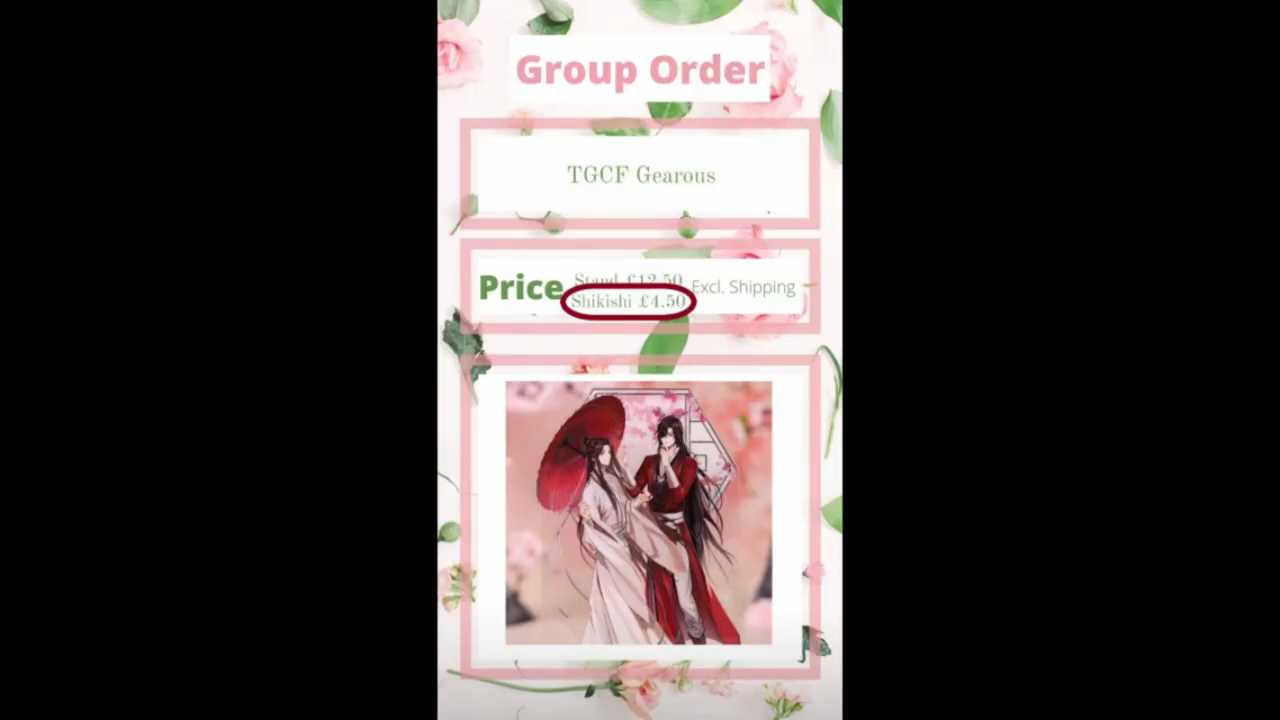 Group Order
TGCF Gearous
Price
Stand £12.50
Shikishi £4.50
Excl. Shipping